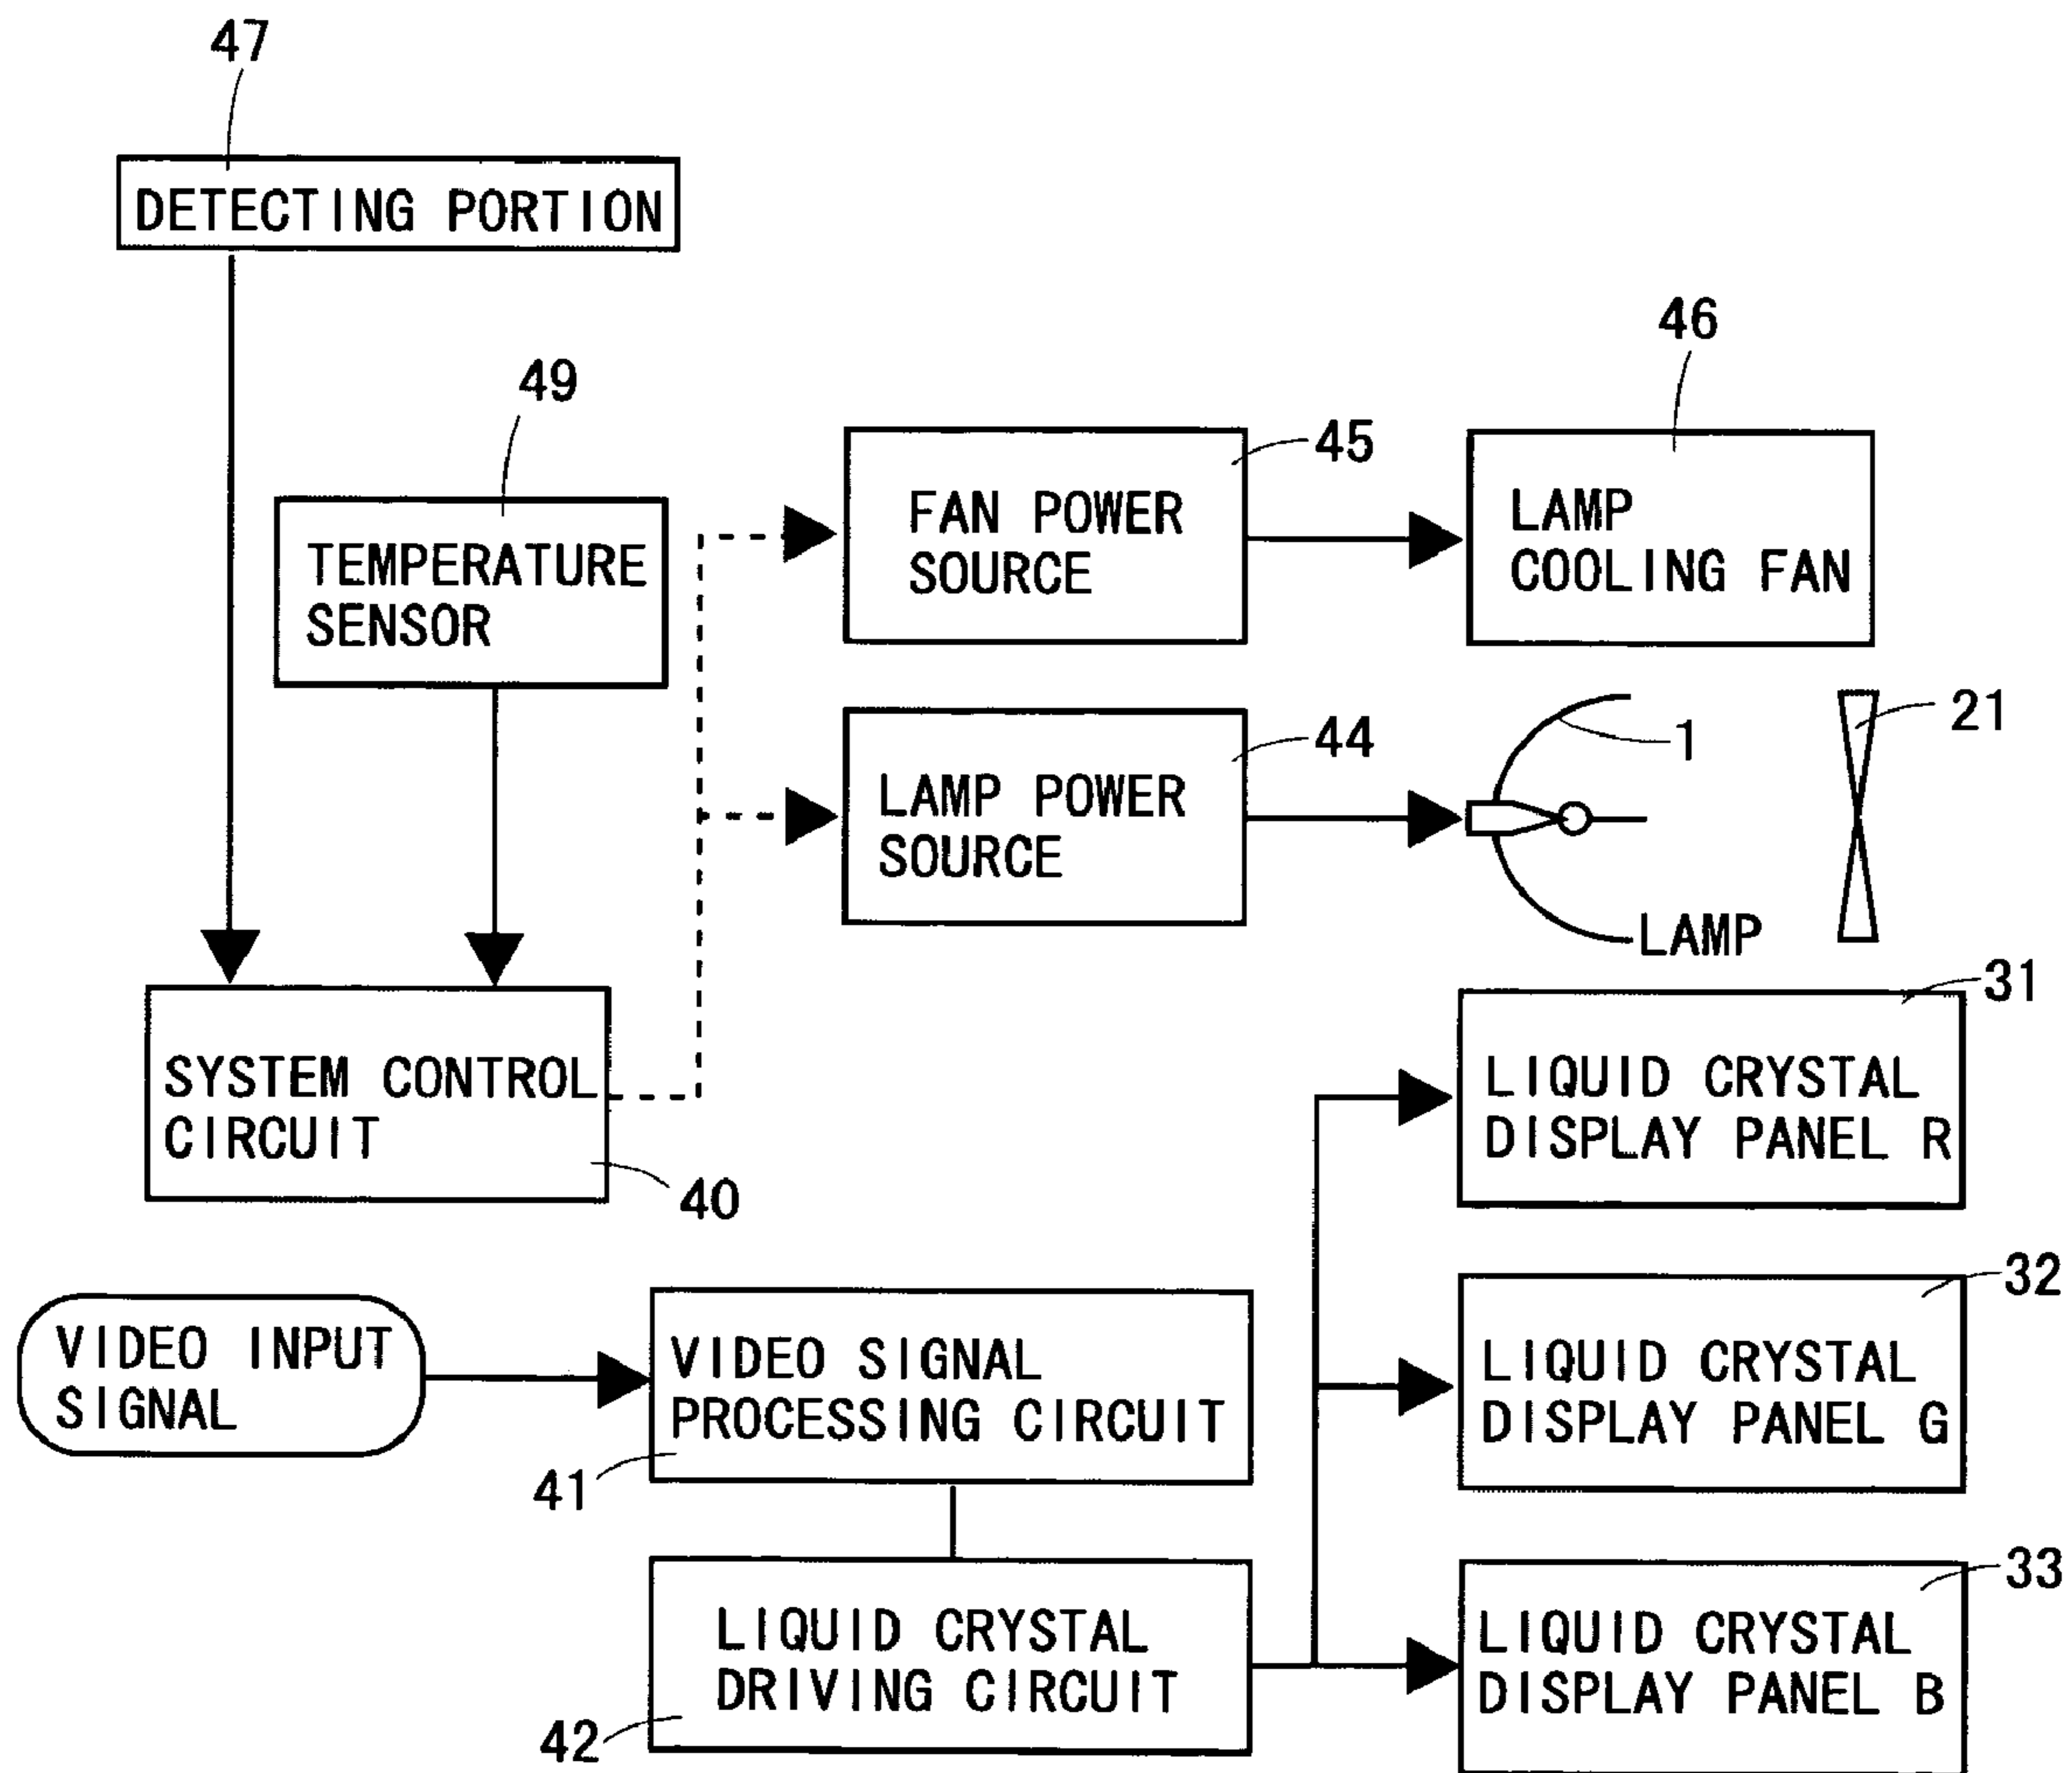 47
DETECTING PORTION
46
49
45
FAN POWER
SOURCE
LAMP
COOLING FAN
TEMPERATURE
SENSOR
21
1
44
LAMP POWER
SOURCE
LAMP
31
SYSTEM CONTROL
CIRCUIT
40
LIQUID CRYSTAL
DISPLAY PANEL R
32
VIDEO INPUT
SIGNAL
VIDEO SIGNAL
PROCESSING CIRCUIT
41
LIQUID CRYSTAL
DISPLAY PANEL G
33
LIQUID CRYSTAL
DRIVING CIRCUIT
42
LIQUID CRYSTAL
DISPLAY PANEL B